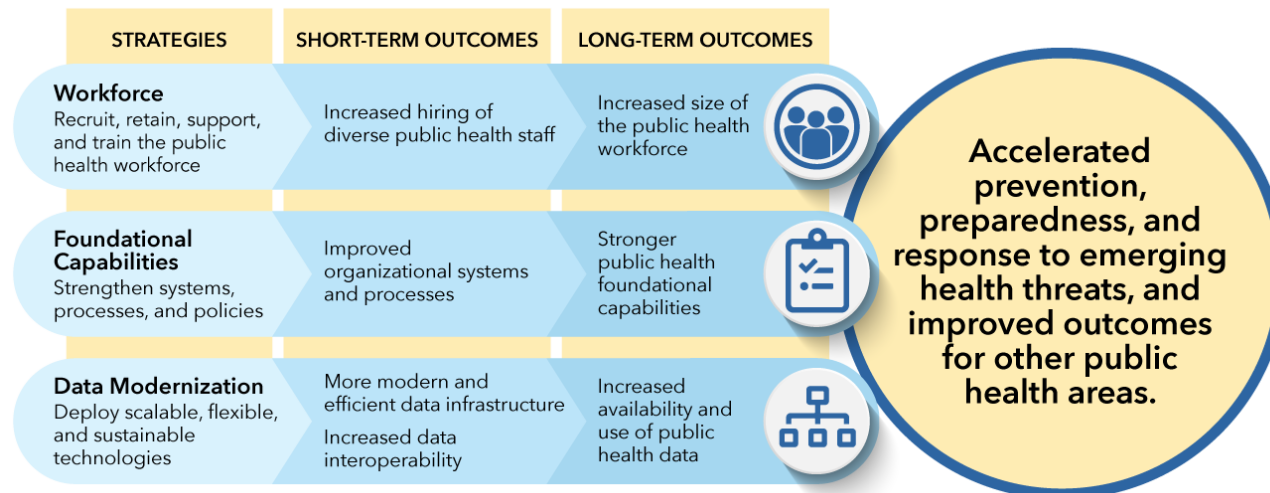 STRATEGIES
SHORT-TERM OUTCOMES
LONG-TERM OUTCOMES
Workforce
Recruit, retain, support,
and train the public
health workforce
Increased hiring of
diverse public health staff
Increased size of
the public health
workforce
Foundational
Capabilities
Strengthen systems,
processes, and policies
Improved
organizational systems
and processes
Stronger
public health
foundational
capabilities
Data Modernization
Deploy scalable, flexible,
and sustainable
technologies
More modern and
efficient data infrastructure
Increased data
interoperability
Increased
availability and
use of public
health data
Accelerated
prevention,
preparedness, and
response to emerging
health threats, and
improved outcomes
for other public
health areas.